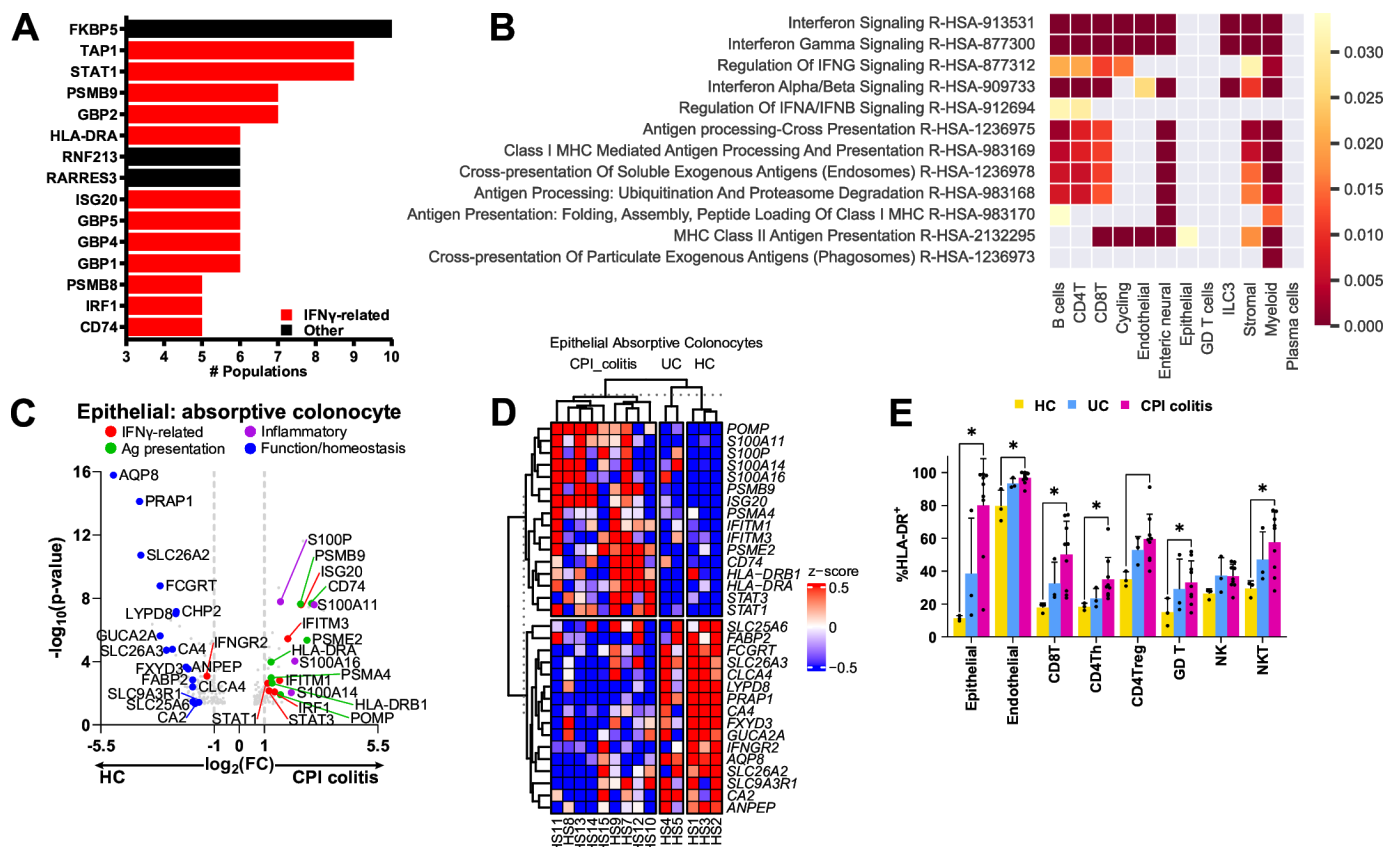 A
FKBP5
TAP1
STAT1
PSMB9
GBP2
HLA-DRA
RNF213
RARRES3
ISG20
GBP5
GBP4
GBP1
PSMB8
IRF1
CD74
IFNγ-related
Other
3 4 5 6 7 8 9 10
# Populations
B
Interferon Signaling R-HSA-913531
Interferon Gamma Signaling R-HSA-877300
Regulation Of IFNG Signaling R-HSA-877312
Interferon Alpha/Beta Signaling R-HSA-909733
Regulation Of IFNA/IFNB Signaling R-HSA-912694
Antigen processing-Cross Presentation R-HSA-1236975
Class I MHC Mediated Antigen Processing And Presentation R-HSA-983169
Cross-presentation Of Soluble Exogenous Antigens (Endosomes) R-HSA-1236978
Antigen Processing: Ubiquitination And Proteasome Degradation R-HSA-983168
Antigen Presentation: Folding, Assembly, Peptide Loading Of Class I MHC R-HSA-983170
MHC Class II Antigen Presentation R-HSA-2132295
Cross-presentation Of Particulate Exogenous Antigens (Phagosomes) R-HSA-1236973
B cells
CD4T
CD8T
Cycling
Endothelial
Enteric neural
Epithelial
GD T cells
ILC3
Stromal
Myeloid
Plasma cells
0.030
0.025
0.020
0.015
0.010
0.005
0.000
C
Epithelial: absorptive colonocyte
IFNγ-related
Inflammatory
Ag presentation
Function/homeostasis
-log10(p-value)
16
12
8
4
0
AQP8
PRAP1
SLC26A2
FCGRT
LYPD8
CHP2
GUCA2A
SLC26A3
CA4
IFNGR2
FXYD3
ANPEP
FABP2
CLCA4
SLC9A3R1
SLC25A6
CA2
S100P
PSMB9
ISG20
CD74
S100A11
IFITM3
PSME2
HLA-DRA
S100A16
PSMA4
IFITM1
S100A14
HLA-DRB1
IRF1
STAT1
STAT3
POMP
-5.5 -1 0 1 5.5
HC
log2(FC)
CPI colitis
D
Epithelial Absorptive Colonocytes
CPI_colitis UC HC
POMP
S100A11
S100P
S100A14
S100A16
PSMB9
ISG20
PSMA4
IFITM1
IFITM3
PSME2
CD74
HLA-DRB1
HLA-DRA
STAT3
STAT1
SLC25A6
FABP2
FCGRT
SLC26A3
CLCA4
LYPD8
PRAP1
CA4
FXYD3
GUCA2A
IFNGR2
AQP8
SLC26A2
SLC9A3R1
CA2
ANPEP
HS11
HS8
HS13
HS14
HS15
HS9
HS7
HS12
HS10
HS4
HS5
HS1
HS3
HS2
z-score
0.5
0
−0.5
E
HC UC CPI colitis
%HLA-DR+
100
80
60
40
20
0
* * * * * *
Epithelial
Endothelial
CD8T
CD4Th
CD4Treg
GD T
NK
NKT